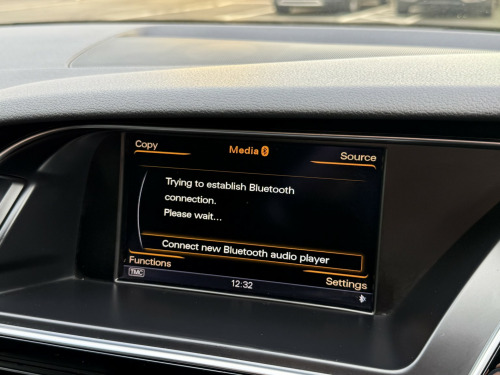 Copy
Media
Source
Trying to establish Bluetooth
connection.
Please wait...
Connect new Bluetooth audio player
Functions
TMC
12:32
Settings